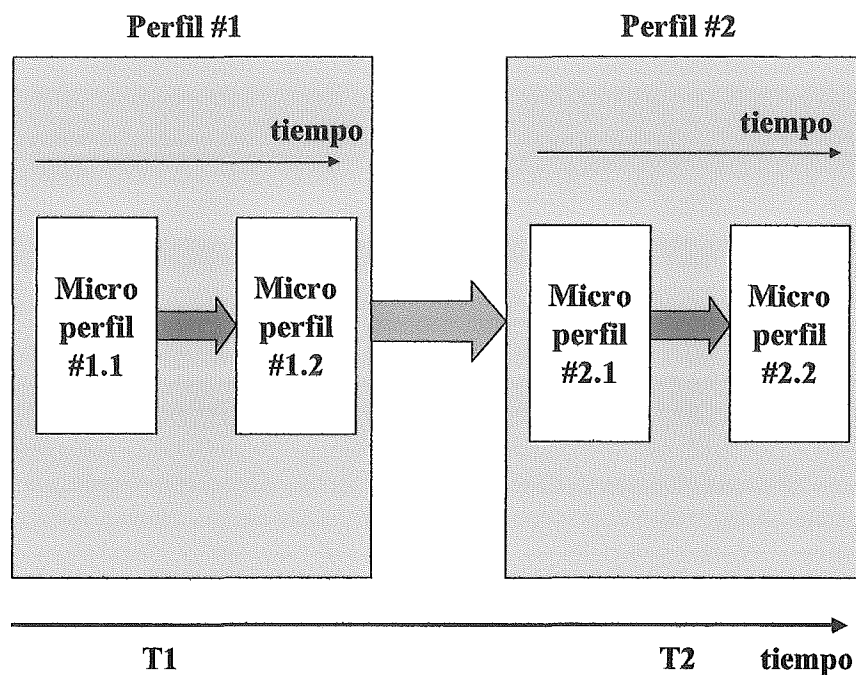 Perfil #1
Perfil #2
tiempo
tiempo
Micro
perfil
#1.1
Micro
perfil
#1.2
Micro
perfil
#2.1
Micro
perfil
#2.2
T1
T2
tiempo